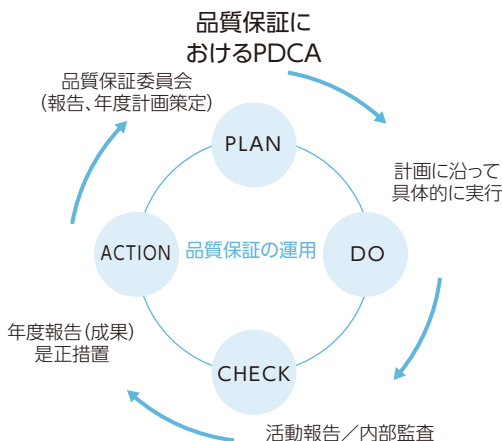 品質保証に
おけるPDCA
品質保証委員会
(報告、年度計画策定)
PLAN
計画に沿って
具体的に実行
ACTION
品質保証の運用
DO
年度報告(成果)
是正措置
CHECK
活動報告／内部監査